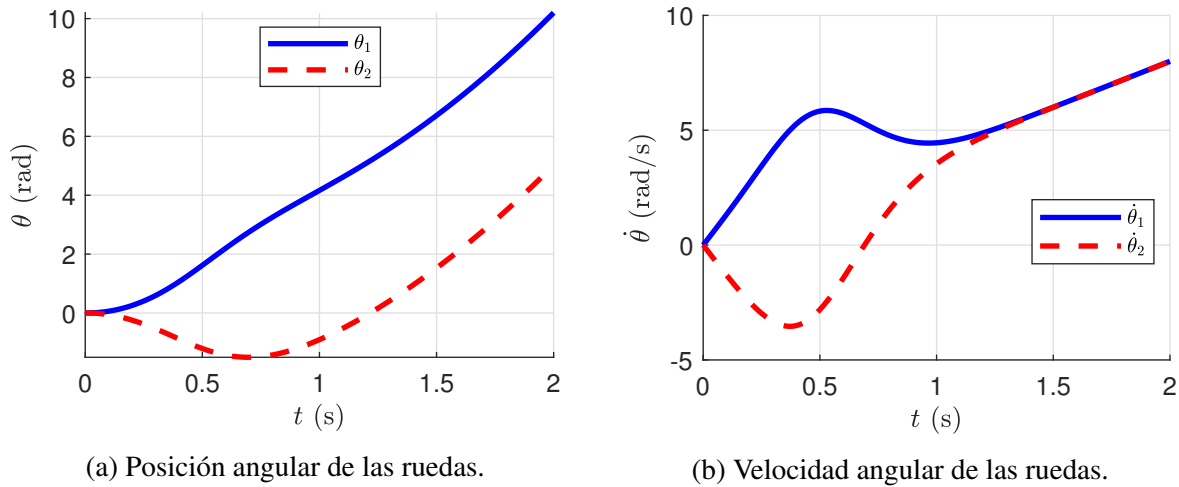 10
8
6
4
2
0
θ (rad)
θ₁
θ₂
0 0.5 1 1.5 2
t (s)
(a) Posición angular de las ruedas.
10
5
0
-5
θ̇ (rad/s)
θ̇₁
θ̇₂
0 0.5 1 1.5 2
t (s)
(b) Velocidad angular de las ruedas.